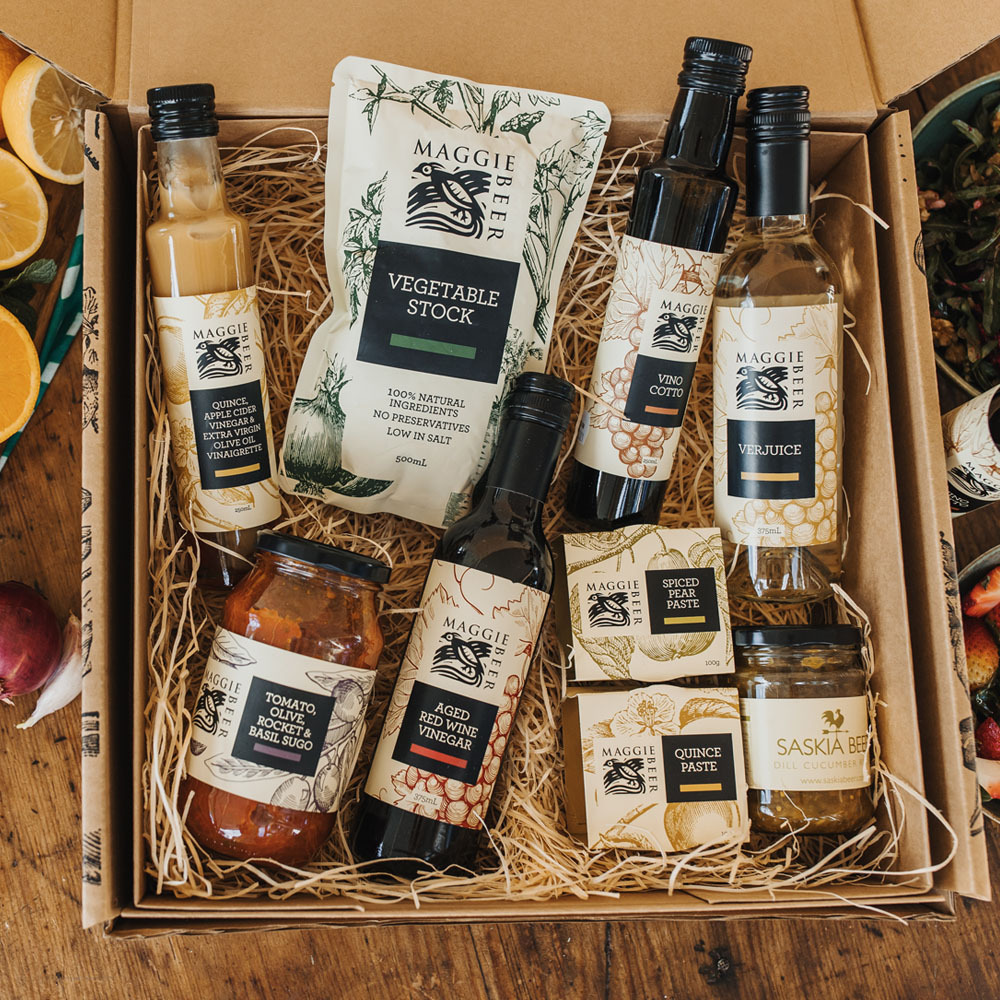 MAGGIE
BEER
QUINCE,
APPLE CIDER
VINEGAR &
EXTRA VIRGIN
OLIVE OIL
VINAIGRETTE
250mL
MAGGIE
BEER
VEGETABLE
STOCK
100% NATURAL
INGREDIENTS
NO PRESERVATIVES
LOW IN SALT
500mL
MAGGIE
BEER
VINO
COTTO
250mL
MAGGIE
BEER
VERJUICE
375mL
MAGGIE
BEER
TOMATO,
OLIVE,
ROCKET &
BASIL SUGO
MAGGIE
BEER
AGED
RED WINE
VINEGAR
375mL
MAGGIE
BEER
SPICED
PEAR
PASTE
100g
MAGGIE
BEER
QUINCE
PASTE
SASKIA BEE
DILL CUCUMBER
www.saskiabeer